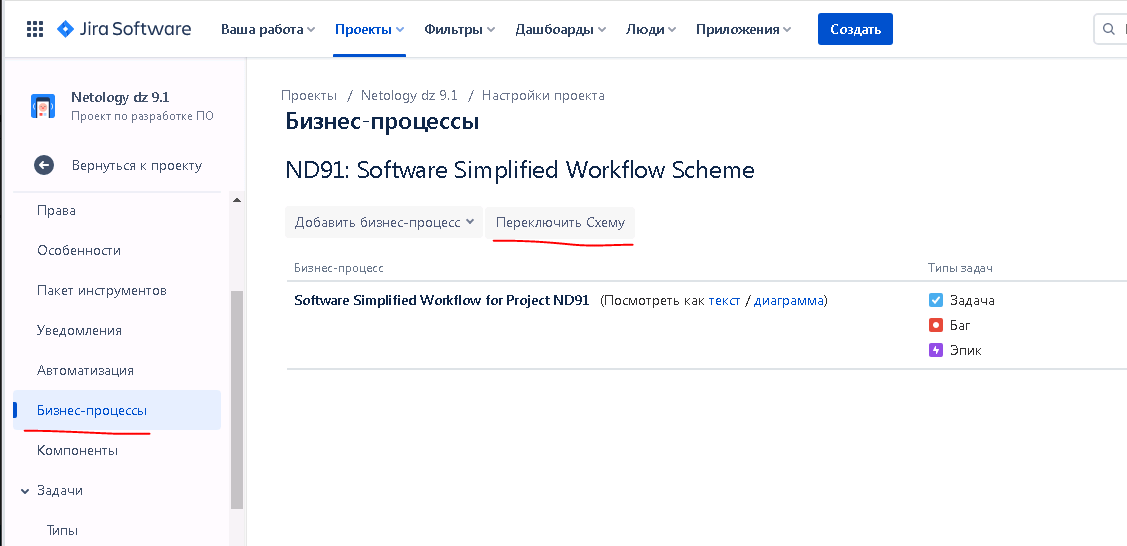 Jira Software Ваша работа Проекты Фильтры Дашборды Люди Приложения Создать
Netology dz 9.1
Проект по разработке ПО
Вернуться к проекту
Права
Особенности
Пакет инструментов
Уведомления
Автоматизация
Бизнес-процессы
Компоненты
Задачи
Типы
Проекты / Netology dz 9.1 / Настройки проекта
Бизнес-процессы
ND91: Software Simplified Workflow Scheme
Добавить бизнес-процесс Переключить Схему
Бизнес-процесс Типы задач
Software Simplified Workflow for Project ND91 (Посмотреть как текст / диаграмма) Задача
Баг
Эпик